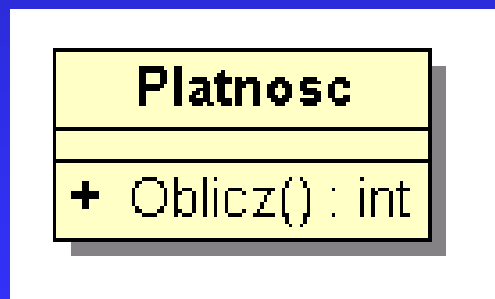 Platnosc
+ Oblicz() : int